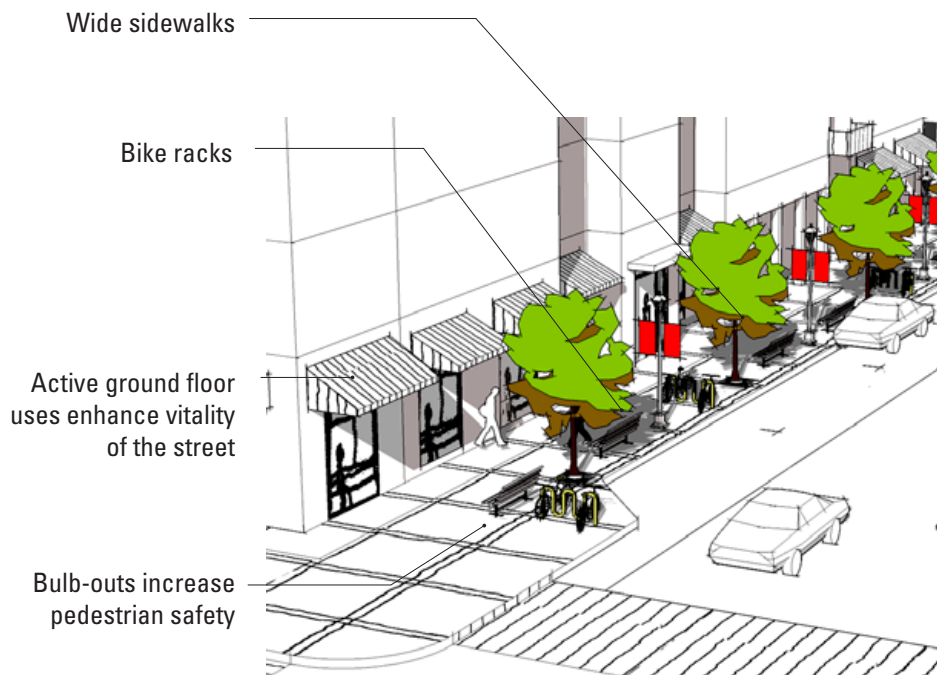 Wide sidewalks
Bike racks
Active ground floor
uses enhance vitality
of the street
Bulb-outs increase
pedestrian safety